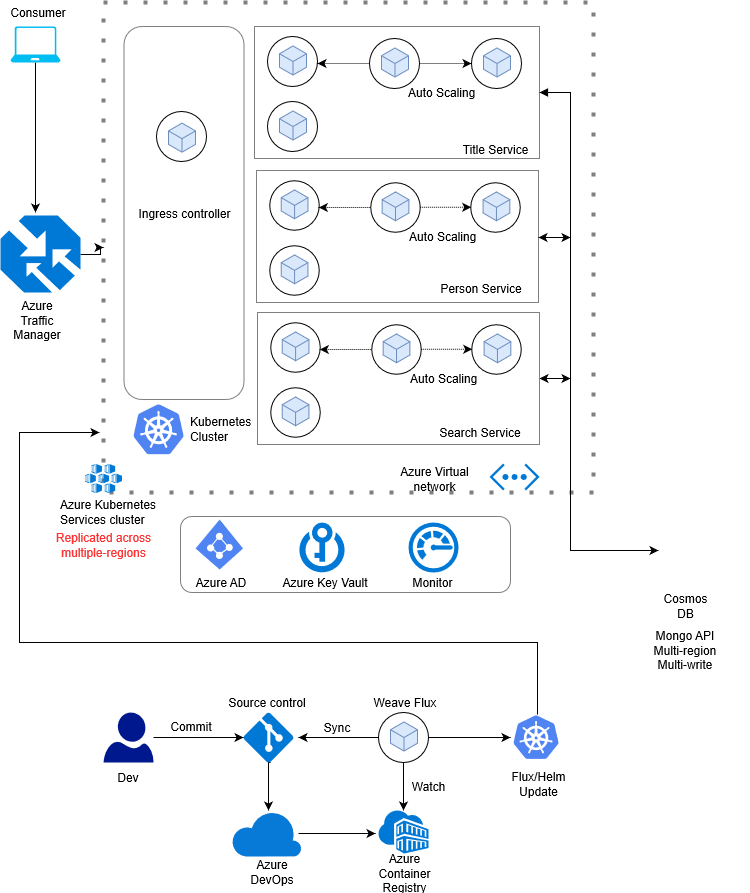 Consumer
Auto Scaling
Title Service
Ingress controller
Auto Scaling
Person Service
Azure
Traffic
Manager
Auto Scaling
Search Service
Kubernetes
Cluster
Azure Virtual
network
Azure Kubernetes
Services cluster
Replicated across
multiple-regions
Azure AD
Azure Key Vault
Monitor
Cosmos
DB
Mongo API
Multi-region
Multi-write
Source control
Weave Flux
Commit
Sync
Dev
Flux/Helm
Update
Watch
Azure
DevOps
Azure
Container
Registry